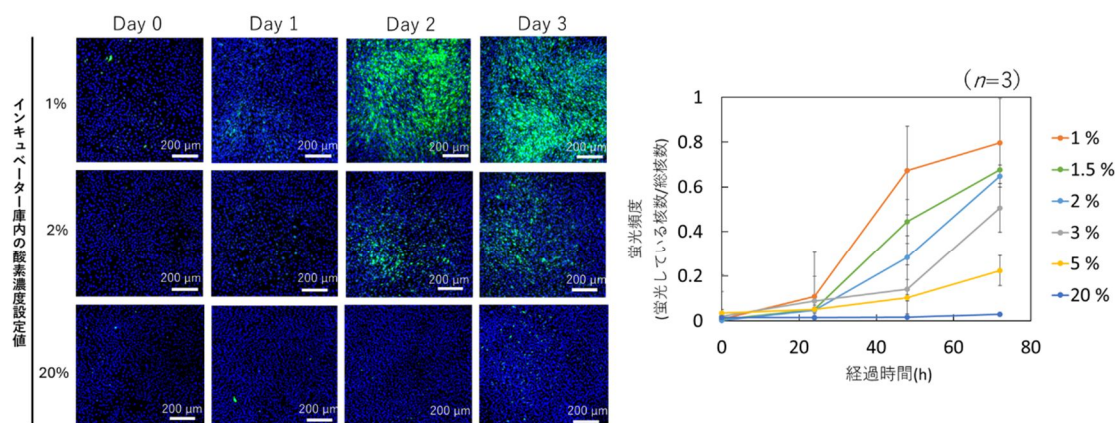 Day 0
Day 1
Day 2
Day 3
インキュベーター庫内の酸素濃度設定値
1%
200 μm
200 μm
200 μm
200 μm
2%
200 μm
200 μm
200 μm
200 μm
20%
200 μm
200 μm
200 μm
200 μm
(n=3)
蛍光頻度
(蛍光している核数/総核数)
1
0.8
0.6
0.4
0.2
0
0
20
40
60
80
経過時間(h)
1 %
1.5 %
2 %
3 %
5 %
20 %